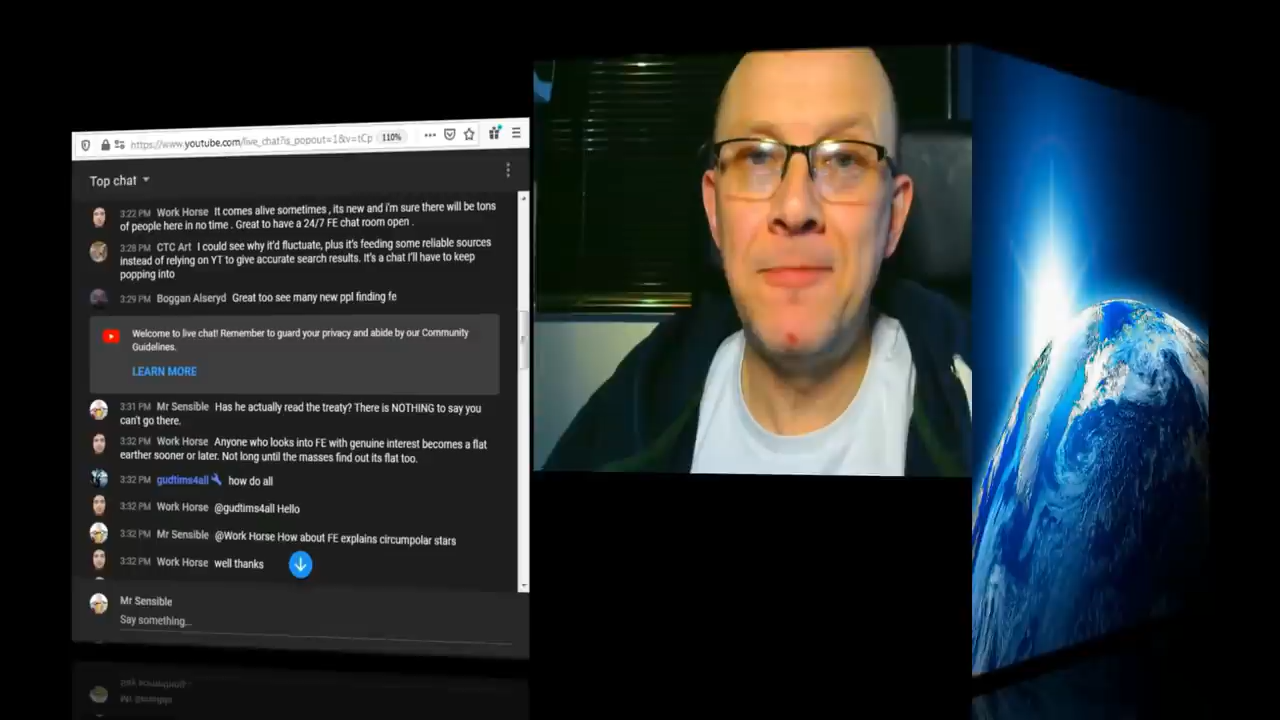 https://www.youtube.com/live_chat?is_popout=1&v=tCp 110%
Top chat
3:22 PM Work Horse It comes alive sometimes , its new and i'm sure there will be tons
of people here in no time . Great to have a 24/7 FE chat room open .
3:28 PM CTC Art I could see why it'd fluctuate, plus it's feeding some reliable sources
instead of relying on YT to give accurate search results. It's a chat I'll have to keep
popping into
3:29 PM Boggan Alseryd Great too see many new ppl finding fe
Welcome to live chat! Remember to guard your privacy and abide by our Community
Guidelines.
LEARN MORE
3:31 PM Mr Sensible Has he actually read the treaty? There is NOTHING to say you
can't go there.
3:32 PM Work Horse Anyone who looks into FE with genuine interest becomes a flat
earther sooner or later. Not long until the masses find out its flat too.
3:32 PM gudtims4all how do all
3:32 PM Work Horse @gudtims4all Hello
3:32 PM Mr Sensible @Work Horse How about FE explains circumpolar stars
3:32 PM Work Horse well thanks
Mr Sensible
Say something...